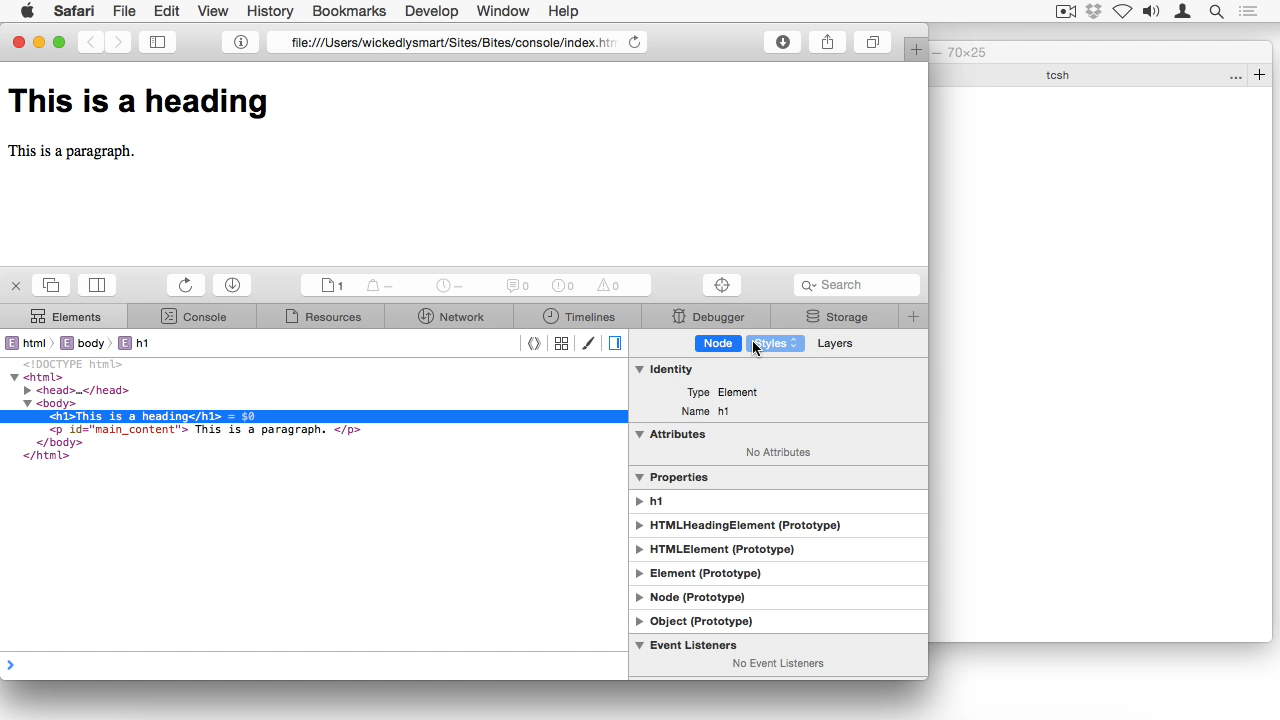 Safari File Edit View History Bookmarks Develop Window Help
file:///Users/wickedlysmart/Sites/Bites/console/index.htm
— 70×25
tcsh
... +
This is a heading
This is a paragraph.
1 — — 0 0 0 Search
Elements Console Resources Network Timelines Debugger Storage +
E html E body E h1
Node Styles Layers
<!DOCTYPE html>
<html>
<head>…</head>
<body>
<h1>This is a heading</h1> = $0
<p id="main_content"> This is a paragraph. </p>
</body>
</html>
Identity
Type Element
Name h1
Attributes
No Attributes
Properties
h1
HTMLHeadingElement (Prototype)
HTMLElement (Prototype)
Element (Prototype)
Node (Prototype)
Object (Prototype)
Event Listeners
No Event Listeners